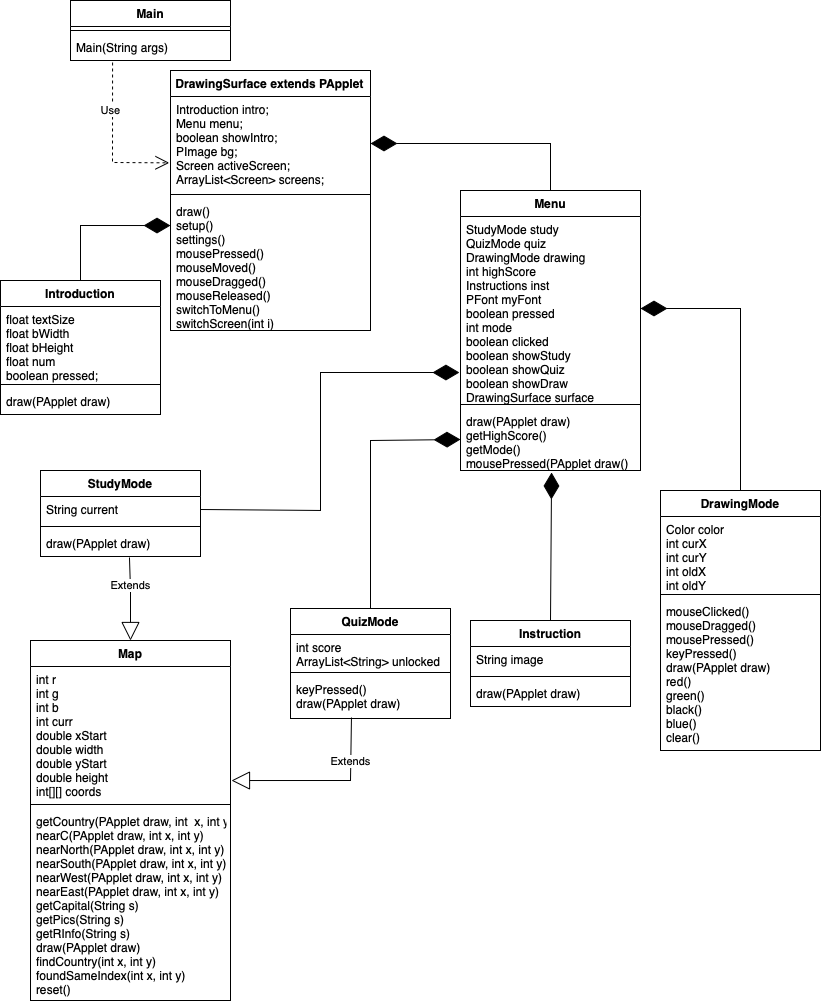 Main
Main(String args)
Use
DrawingSurface extends PApplet
Introduction intro;
Menu menu;
boolean showIntro;
PImage bg;
Screen activeScreen;
ArrayList<Screen> screens;
draw()
setup()
settings()
mousePressed()
mouseMoved()
mouseDragged()
mouseReleased()
switchToMenu()
switchScreen(int i)
Introduction
float textSize
float bWidth
float bHeight
float num
boolean pressed;
draw(PApplet draw)
Menu
StudyMode study
QuizMode quiz
DrawingMode drawing
int highScore
Instructions inst
PFont myFont
boolean pressed
int mode
boolean clicked
boolean showStudy
boolean showQuiz
boolean showDraw
DrawingSurface surface
draw(PApplet draw)
getHighScore()
getMode()
mousePressed(PApplet draw()
StudyMode
String current
draw(PApplet draw)
Extends
DrawingMode
Color color
int curX
int curY
int oldX
int oldY
mouseClicked()
mouseDragged()
mousePressed()
keyPressed()
draw(PApplet draw)
red()
green()
black()
blue()
clear()
QuizMode
int score
ArrayList<String> unlocked
keyPressed()
draw(PApplet draw)
Extends
Instruction
String image
draw(PApplet draw)
Map
int r
int g
int b
int curr
double xStart
double width
double yStart
double height
int[][] coords
getCountry(PApplet draw, int  x, int y
nearC(PApplet draw, int x, int y)
nearNorth(PApplet draw, int x, int y)
nearSouth(PApplet draw, int x, int y)
nearWest(PApplet draw, int x, int y)
nearEast(PApplet draw, int x, int y)
getCapital(String s)
getPics(String s)
getRInfo(String s)
draw(PApplet draw)
findCountry(int x, int y)
foundSameIndex(int x, int y)
reset()